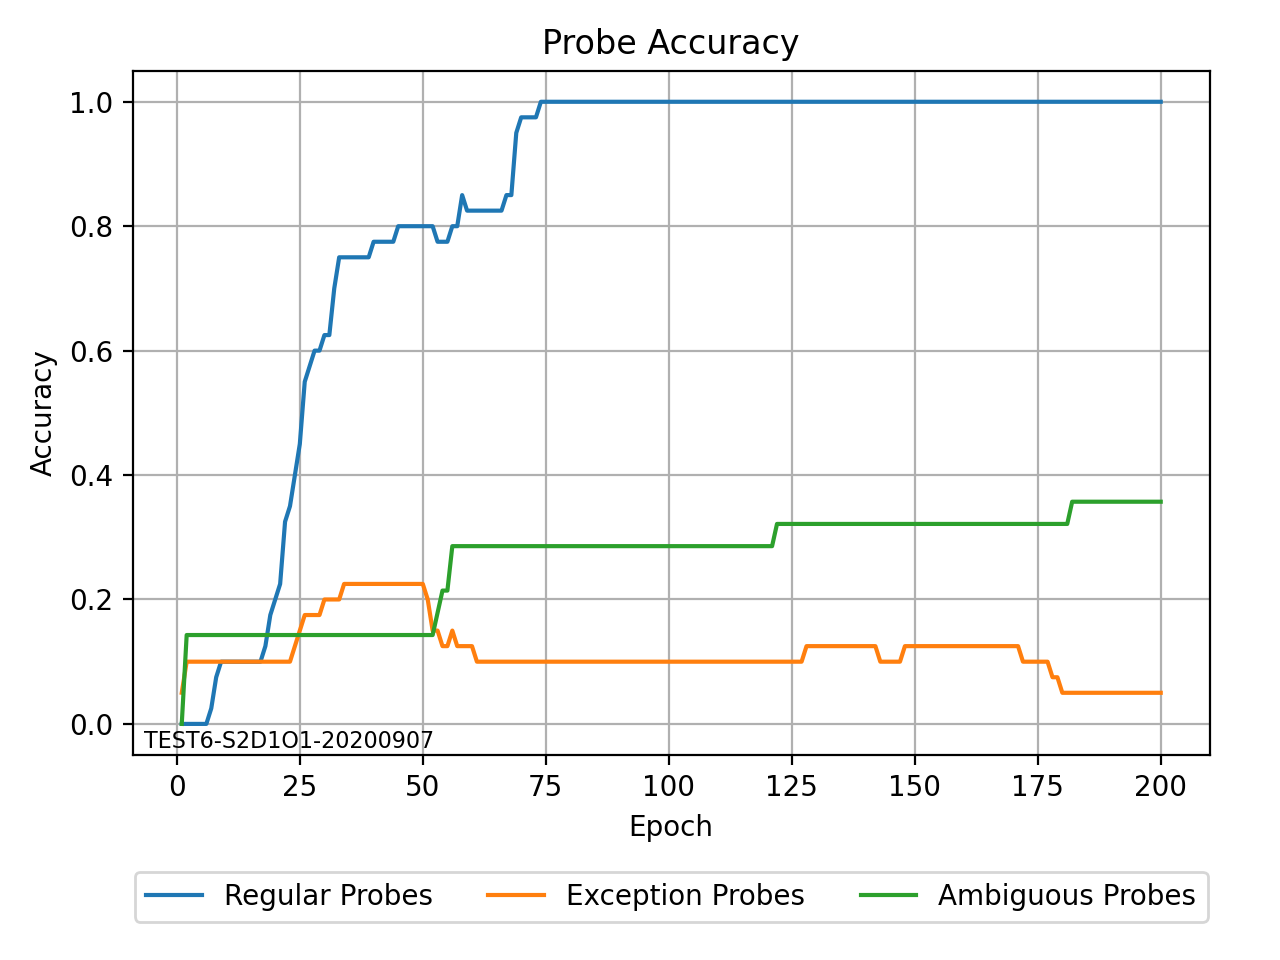 Probe Accuracy
1.0
0.8
0.6
0.4
0.2
0.0
Accuracy
TEST6-S2D1O1-20200907
0 25 50 75 100 125 150 175 200
Epoch
Regular Probes Exception Probes Ambiguous Probes